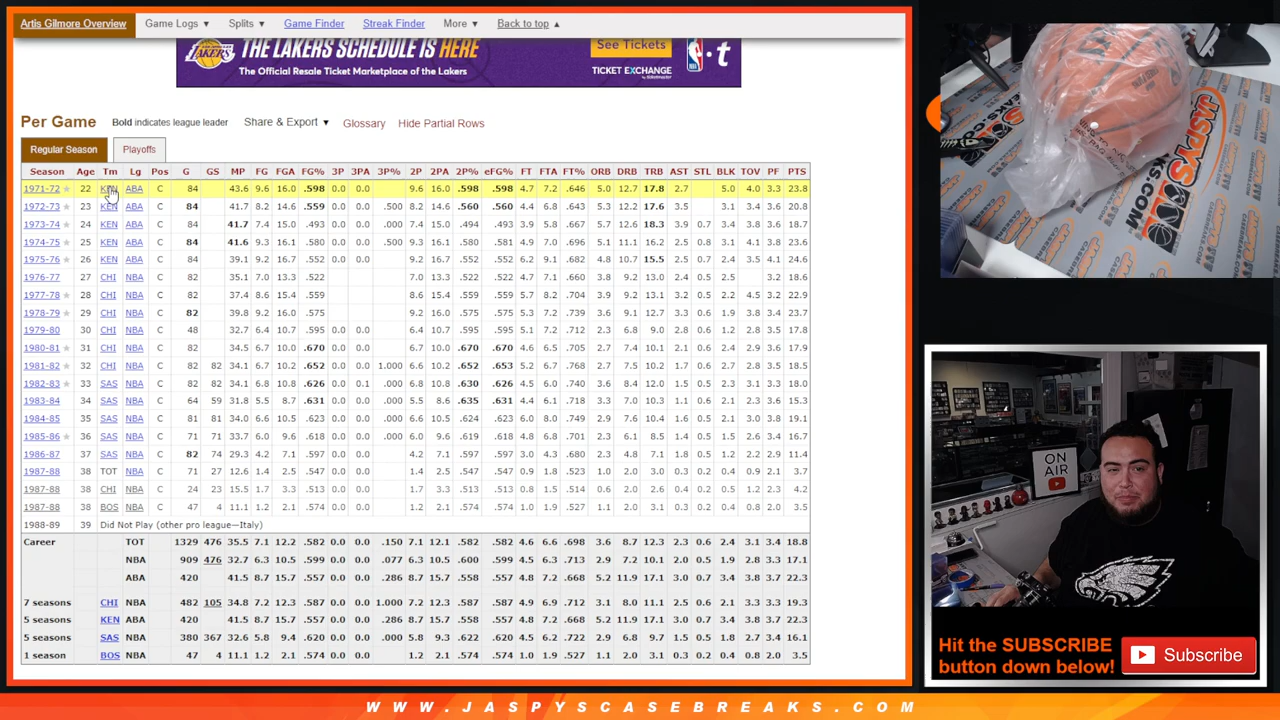 Artis Gilmore Overview Game Logs ▼ Splits ▼ Game Finder Streak Finder More ▼ Back to top ▲
LAKERS THE LAKERS SCHEDULE IS HERE
The Official Resale Ticket Marketplace of the Lakers
See Tickets
TICKET EXCHANGE
NBA
Per Game Bold indicates league leader Share & Export ▼ Glossary Hide Partial Rows
Regular Season Playoffs
Season Age Tm Lg Pos G GS MP FG FGA FG% 3P 3PA 3P% 2P 2PA 2P% eFG% FT FTA FT% ORB DRB TRB AST STL BLK TOV PF PTS
1971-72 ★ 22 KEN ABA C 84 43.6 9.6 16.0 .598 0.0 0.0 9.6 16.0 .598 .598 4.7 7.2 .646 5.0 12.7 17.8 2.7 5.0 4.0 3.3 23.8
1972-73 ★ 23 KEN ABA C 84 41.7 8.2 14.6 .559 0.0 0.0 .500 8.2 14.6 .560 .560 4.4 6.8 .643 5.3 12.2 17.6 3.5 3.1 3.4 3.6 20.8
1973-74 ★ 24 KEN ABA C 84 41.7 7.4 15.0 .493 0.0 0.0 .000 7.4 15.0 .494 .493 3.9 5.8 .667 5.7 12.6 18.3 3.9 0.7 3.4 3.8 3.6 18.7
1974-75 ★ 25 KEN ABA C 84 41.6 9.3 16.1 .580 0.0 0.0 .500 9.3 16.1 .580 .581 4.9 7.0 .696 5.1 11.1 16.2 2.5 0.8 3.1 4.1 3.8 23.6
1975-76 ★ 26 KEN ABA C 84 39.1 9.2 16.7 .552 0.0 0.0 .000 9.2 16.7 .552 .552 6.2 9.1 .682 4.8 10.7 15.5 2.5 0.7 2.4 3.5 4.1 24.6
1976-77 27 CHI NBA C 82 35.1 7.0 13.3 .522 7.0 13.3 .522 .522 4.7 7.1 .660 3.8 9.2 13.0 2.4 0.5 2.5 3.2 18.6
1977-78 ★ 28 CHI NBA C 82 37.4 8.6 15.4 .559 8.6 15.4 .559 .559 5.7 8.2 .704 3.9 9.2 13.1 3.2 0.5 2.2 4.5 3.2 22.9
1978-79 ★ 29 CHI NBA C 82 39.8 9.2 16.0 .575 9.2 16.0 .575 .575 5.3 7.2 .739 3.6 9.1 12.7 3.3 0.6 1.9 3.8 3.4 23.7
1979-80 30 CHI NBA C 48 32.7 6.4 10.7 .595 0.0 0.0 6.4 10.7 .595 .595 5.1 7.2 .712 2.3 6.8 9.0 2.8 0.6 1.2 2.8 3.5 17.8
1980-81 ★ 31 CHI NBA C 82 34.5 6.7 10.0 .670 0.0 0.0 6.7 10.0 .670 .670 4.5 6.4 .705 2.7 7.4 10.1 2.1 0.6 2.4 2.9 3.6 17.9
1981-82 ★ 32 CHI NBA C 82 82 34.1 6.7 10.2 .652 0.0 0.0 1.000 6.6 10.2 .652 .653 5.2 6.7 .768 2.7 7.5 10.2 1.7 0.6 2.7 2.8 3.5 18.5
1982-83 ★ 33 SAS NBA C 82 82 34.1 6.8 10.8 .626 0.0 0.1 .000 6.8 10.8 .630 .626 4.5 6.0 .740 3.6 8.4 12.0 1.5 0.5 2.3 3.1 3.3 18.0
1983-84 34 SAS NBA C 64 59 31.8 5.5 8.7 .631 0.0 0.0 .000 5.5 8.6 .635 .631 4.4 6.1 .718 3.3 7.0 10.3 1.1 0.6 2.1 2.3 3.6 15.3
1984-85 35 SAS NBA C 81 81 .623 0.0 0.0 .000 6.6 10.5 .624 .623 6.0 8.0 .749 2.9 7.6 10.4 1.6 0.5 2.1 3.0 3.8 19.1
1985-86 ★ 36 SAS NBA C 71 71 33.7 6.0 9.6 .618 0.0 0.0 .000 6.0 9.6 .619 .618 4.8 6.8 .701 2.3 6.1 8.5 1.4 0.5 1.5 2.6 3.4 16.7
1986-87 37 SAS NBA C 82 74 4.2 7.1 .597 0.0 0.0 4.2 7.1 .597 .597 3.0 4.3 .680 2.3 4.8 7.1 1.8 0.5 1.2 2.2 2.9 11.4
1987-88 38 TOT NBA C 71 27 12.6 1.4 2.5 .547 0.0 0.0 1.4 2.5 .547 .547 0.9 1.8 .523 1.0 2.0 3.0 0.3 0.2 0.4 0.9 2.1 3.7
1987-88 38 CHI NBA C 24 23 15.5 1.7 3.3 .513 0.0 0.0 1.7 3.3 .513 .513 0.8 1.5 .514 0.6 2.0 2.6 0.4 0.2 0.5 1.2 2.2 4.2
1987-88 38 BOS NBA C 47 4 11.1 1.2 2.1 .574 0.0 0.0 1.2 2.1 .574 .574 1.0 1.9 .527 1.1 2.0 3.1 0.3 0.2 0.4 0.8 2.0 3.5
1988-89 39 Did Not Play (other pro league—Italy)
Career TOT 1329 476 35.5 7.1 12.2 .582 0.0 0.0 .150 7.1 12.1 .582 .582 4.6 6.6 .698 3.6 8.7 12.3 2.3 0.6 2.4 3.1 3.4 18.8
NBA 909 476 32.7 6.3 10.5 .599 0.0 0.0 .077 6.3 10.5 .600 .599 4.5 6.3 .713 2.9 7.2 10.1 2.0 0.5 1.9 2.8 3.3 17.1
ABA 420 41.5 8.7 15.7 .557 0.0 0.0 .286 8.7 15.7 .558 .557 4.8 7.2 .668 5.2 11.9 17.1 3.0 0.7 3.4 3.8 3.7 22.3
7 seasons CHI NBA 482 105 34.8 7.2 12.3 .587 0.0 0.0 1.000 7.2 12.3 .587 .587 4.9 6.9 .712 3.1 8.0 11.1 2.5 0.6 2.1 3.3 3.3 19.3
5 seasons KEN ABA 420 41.5 8.7 15.7 .557 0.0 0.0 .286 8.7 15.7 .558 .557 4.8 7.2 .668 5.2 11.9 17.1 3.0 0.7 3.4 3.8 3.7 22.3
5 seasons SAS NBA 380 367 32.6 5.8 9.4 .620 0.0 0.0 .000 5.8 9.3 .622 .620 4.5 6.2 .722 2.9 6.8 9.7 1.5 0.5 1.8 2.7 3.4 16.1
1 season BOS NBA 47 4 11.1 1.2 2.1 .574 0.0 0.0 1.2 2.1 .574 .574 1.0 1.9 .527 1.1 2.0 3.1 0.3 0.2 0.4 0.8 2.0 3.5
JASPY'S
CASEBREAKS.COM
ON AIR
Hit the SUBSCRIBE
button down below!
Subscribe
WWW.JASPYSCASEBREAKS.COM